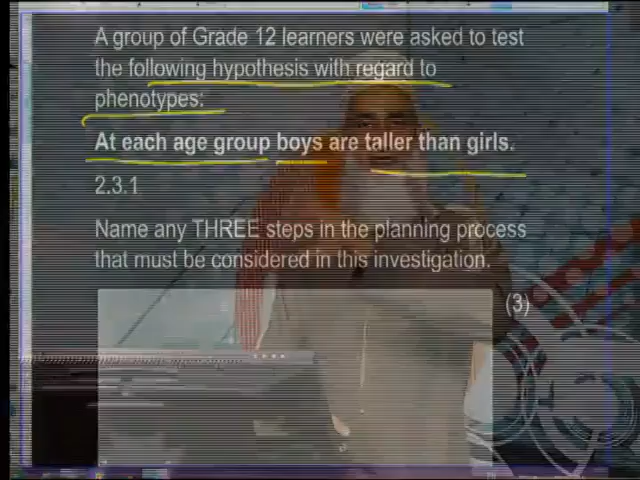 A group of Grade 12 learners were asked to test
the following hypothesis with regard to
phenotypes:
At each age group boys are taller than girls.
2.3.1
Name any THREE steps in the planning process
that must be considered in this investigation.
(3)